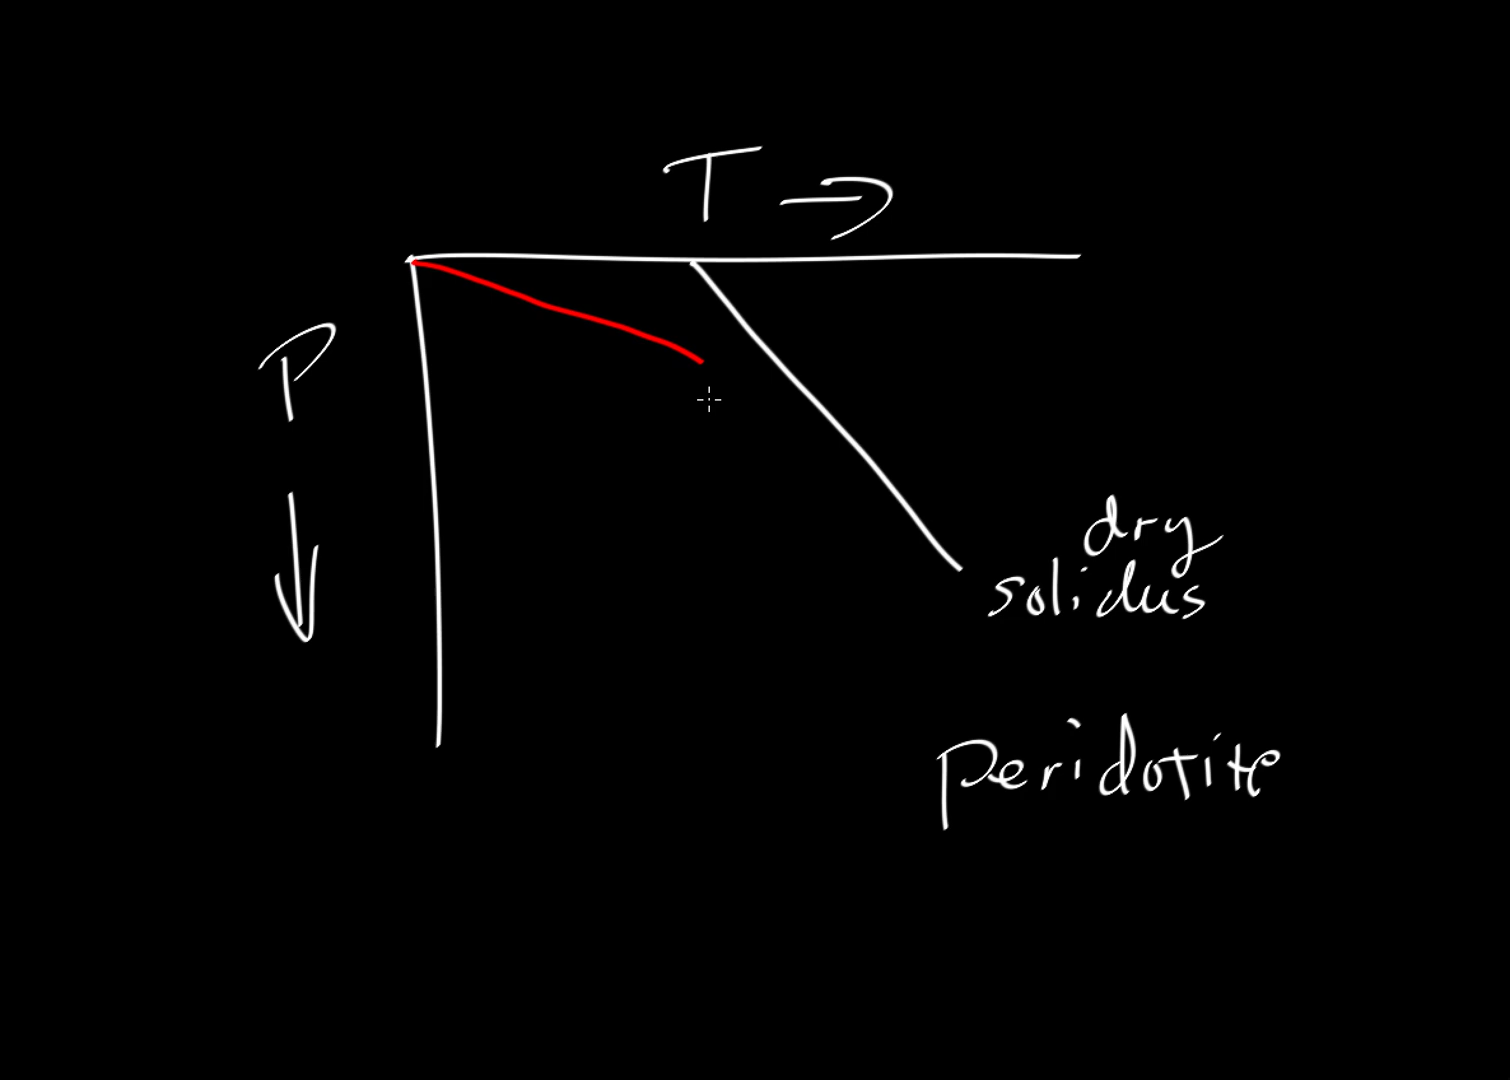 T →
P
↓
dry
solidus
peridotite